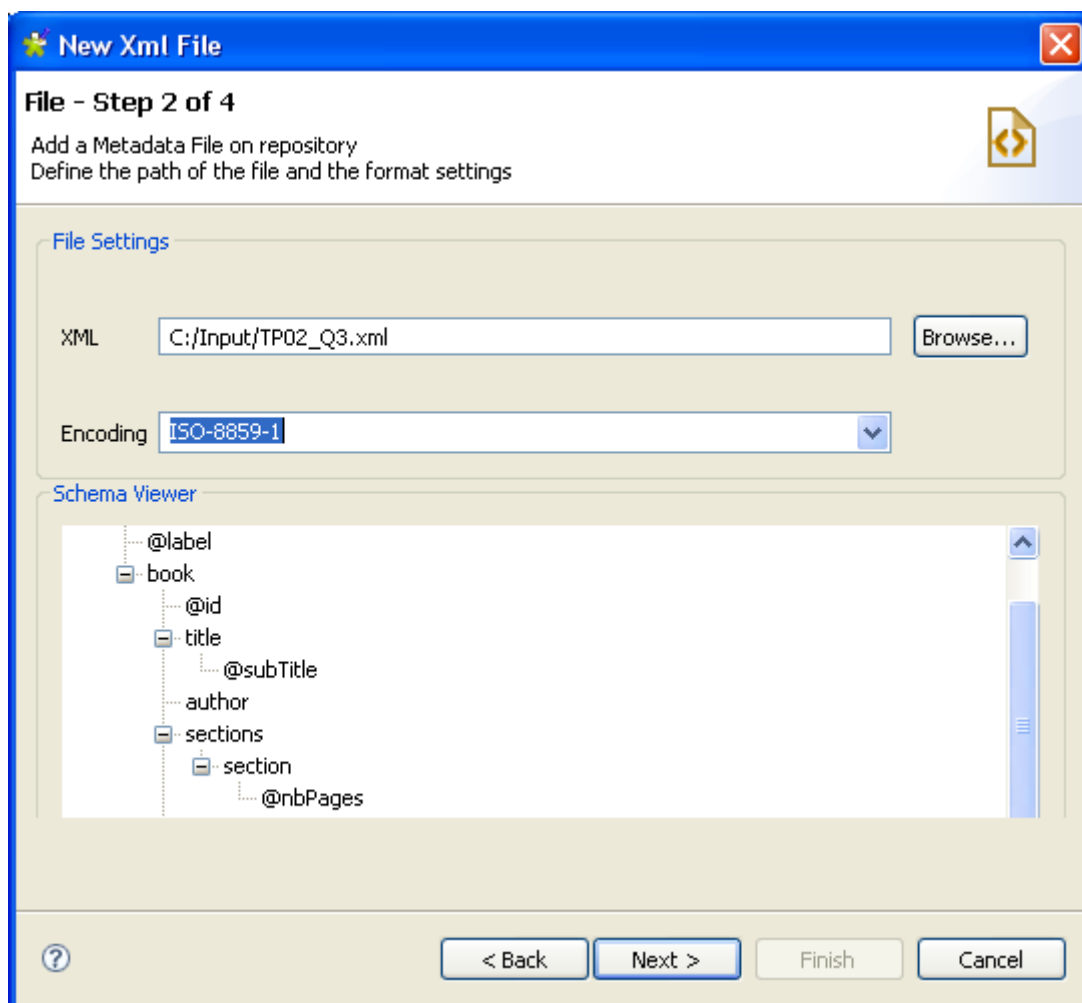 New Xml File
File - Step 2 of 4
Add a Metadata File on repository
Define the path of the file and the format settings
File Settings
XML C:/Input/TP02_Q3.xml Browse...
Encoding ISO-8859-1
Schema Viewer
@label
book
@id
title
@subTitle
author
sections
section
@nbPages
? < Back Next > Finish Cancel